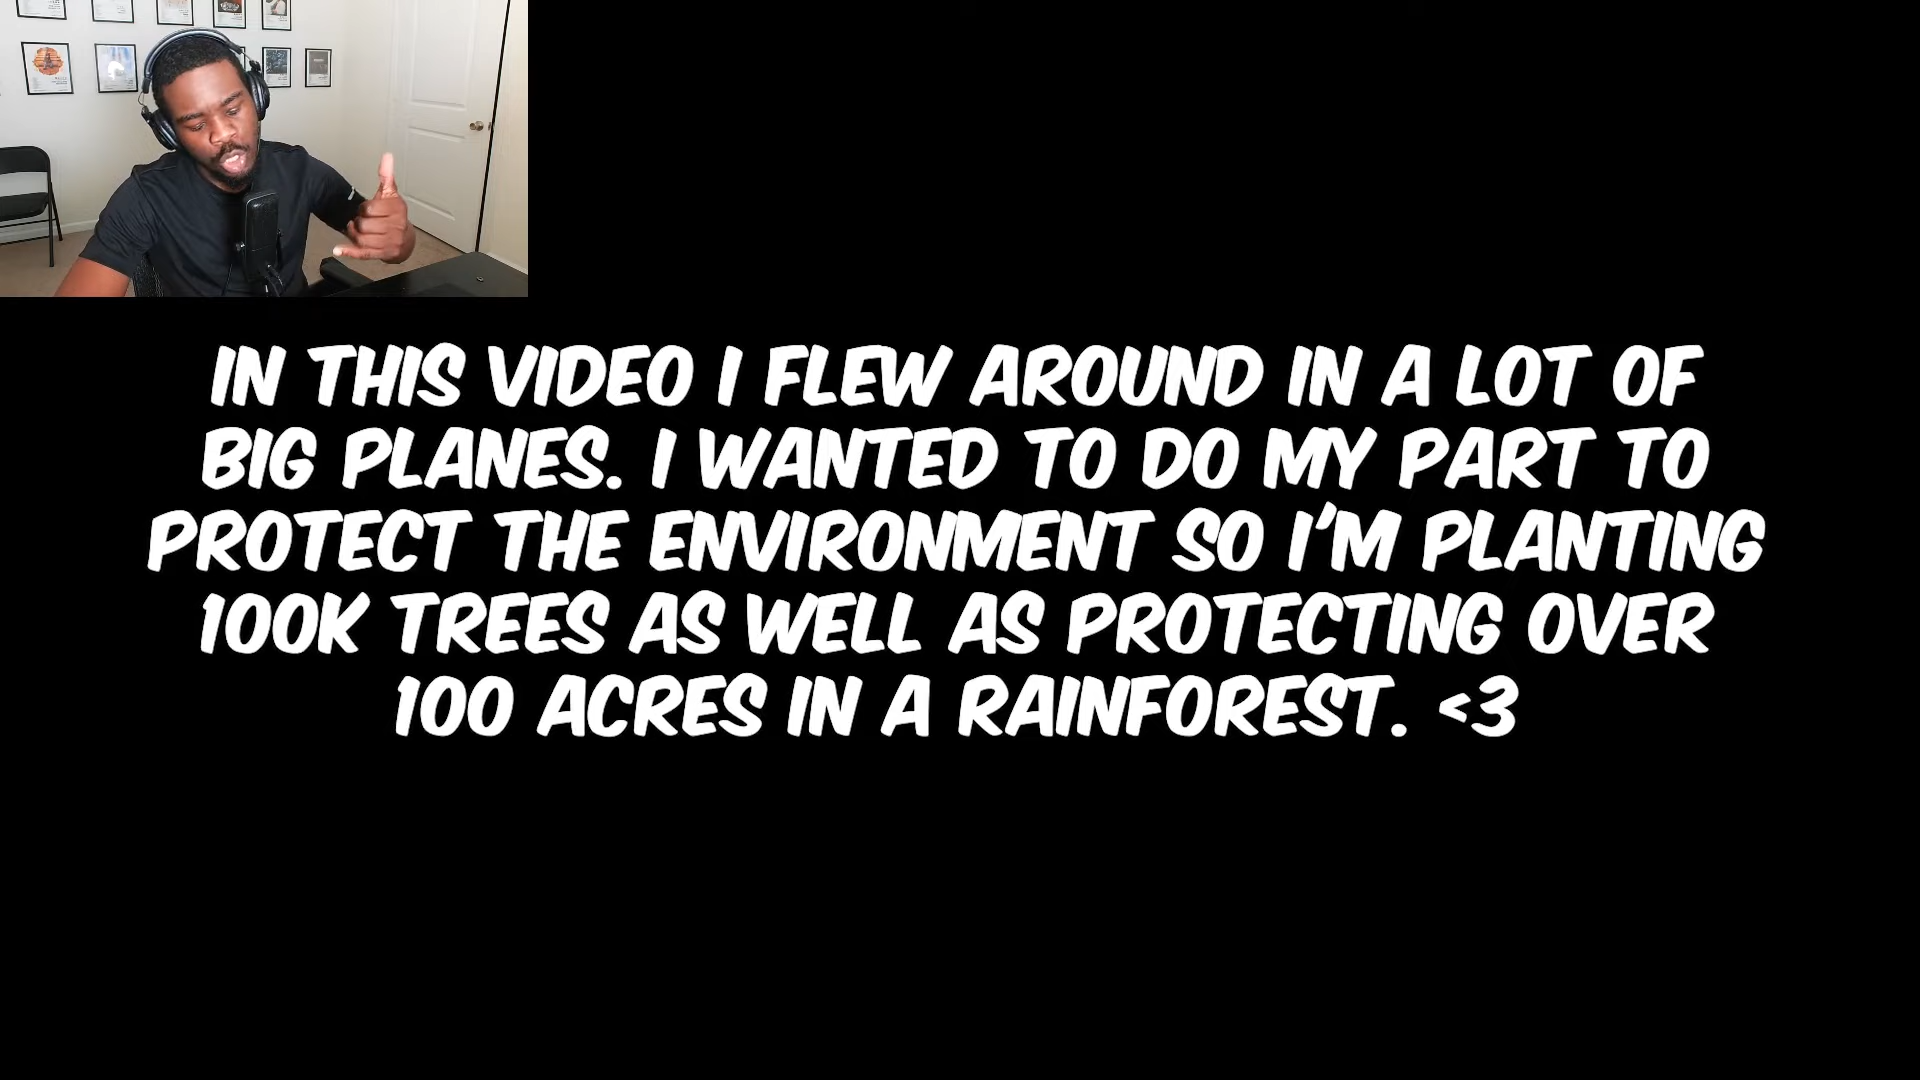 IN THIS VIDEO I FLEW AROUND IN A LOT OF
BIG PLANES. I WANTED TO DO MY PART TO
PROTECT THE ENVIRONMENT SO I'M PLANTING
100K TREES AS WELL AS PROTECTING OVER
100 ACRES IN A RAINFOREST. <3